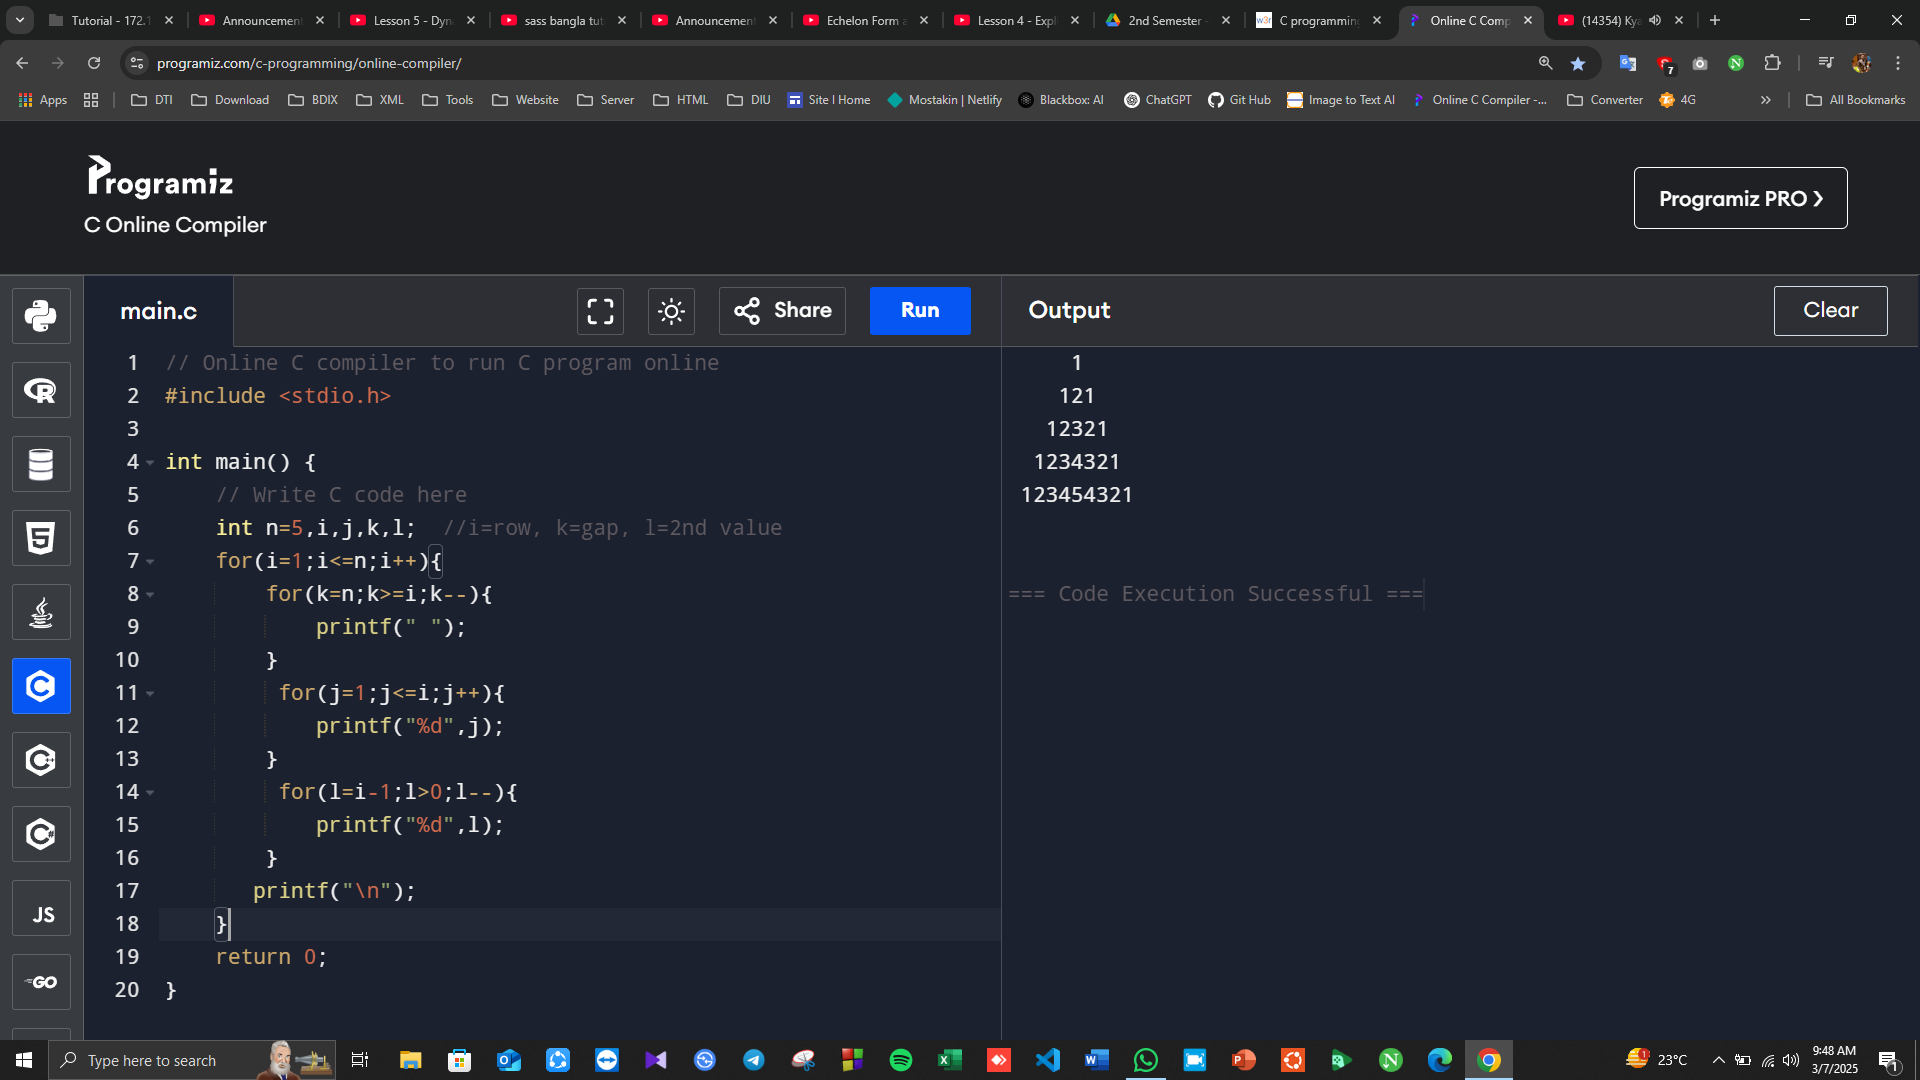 Tutorial - 172.1
Announcement
Lesson 5 - Dyn
sass bangla tut
Announcement
Echelon Form a
Lesson 4 - Expl
2nd Semester -
w3r
C programming
Online C Comp
(14354) Kya
programiz.com/c-programming/online-compiler/
7
Apps
DTI
Download
BDIX
XML
Tools
Website
Server
HTML
DIU
Site I Home
Mostakin | Netlify
Blackbox: AI
ChatGPT
Git Hub
Image to Text AI
Online C Compiler -...
Converter
4G
All Bookmarks
Programiz
C Online Compiler
Programiz PRO ❯
main.c
Share
Run
Output
Clear
1 // Online C compiler to run C program online
2 #include <stdio.h>
3
4 int main() {
5     // Write C code here
6     int n=5,i,j,k,l;  //i=row, k=gap, l=2nd value
7     for(i=1;i<=n;i++){
8         for(k=n;k>=i;k--){
9             printf(" ");
10         }
11          for(j=1;j<=i;j++){
12             printf("%d",j);
13         }
14          for(l=i-1;l>0;l--){
15             printf("%d",l);
16         }
17        printf("\n");
18     }
19     return 0;
20 }
1
121
12321
1234321
123454321
=== Code Execution Successful ===
JS
GO
Type here to search
1
23°C
9:48 AM
3/7/2025
1